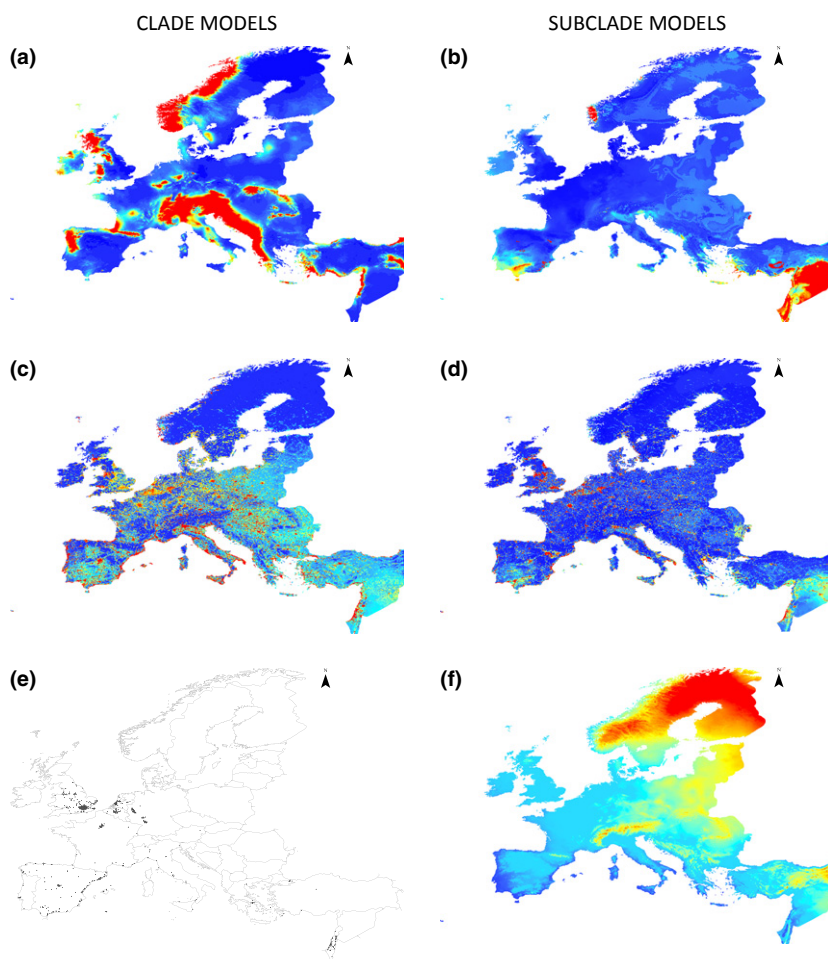 CLADE MODELS
SUBCLADE MODELS
(a)
N
(b)
N
(c)
N
(d)
N
(e)
N
(f)
N